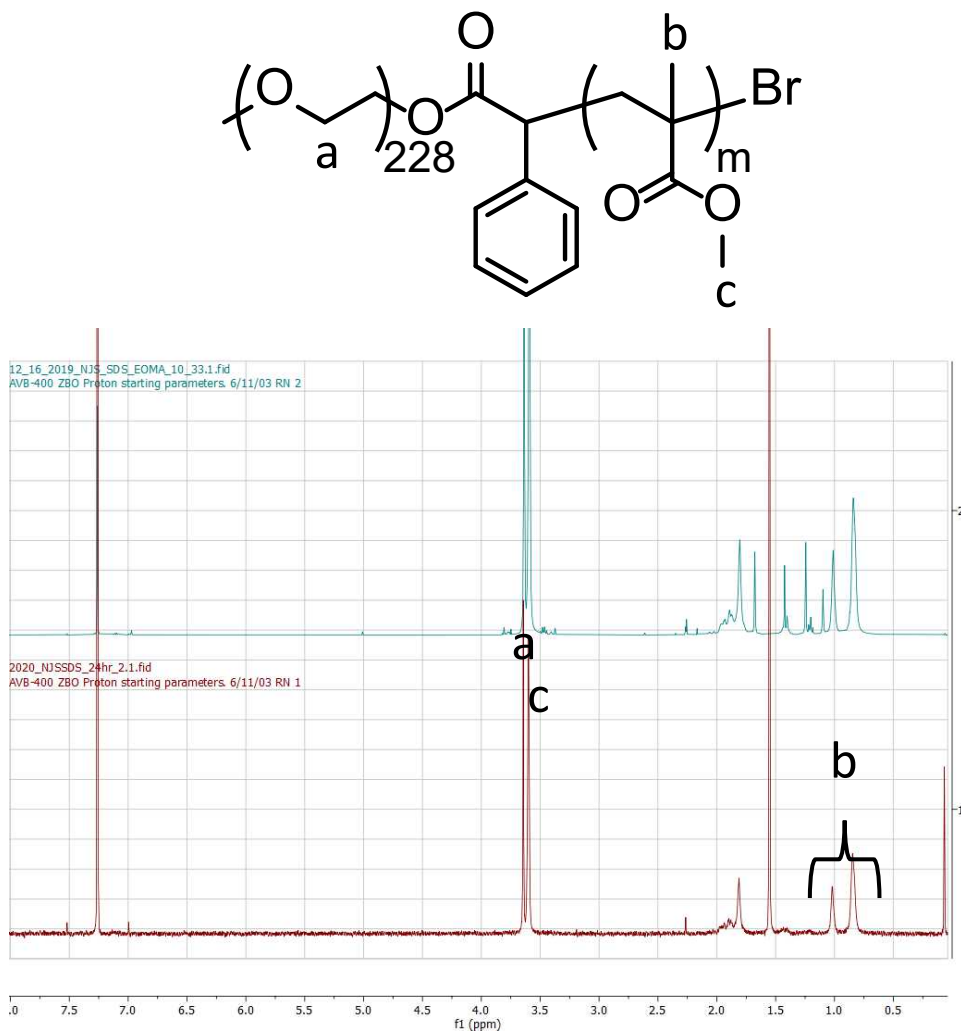 O
b
O
O
Br
a
228
m
O
O
c
12_16_2019_NJS_SDS_EOMA_10_33.1.fid
AVB-400 ZBO Proton starting parameters. 6/11/03 RN 2
2
2020_NJSSDS_24hr_2.1.fid
AVB-400 ZBO Proton starting parameters. 6/11/03 RN 1
a
c
b
1
.0 7.5 7.0 6.5 6.0 5.5 5.0 4.5 4.0 3.5 3.0 2.5 2.0 1.5 1.0 0.5
f1 (ppm)